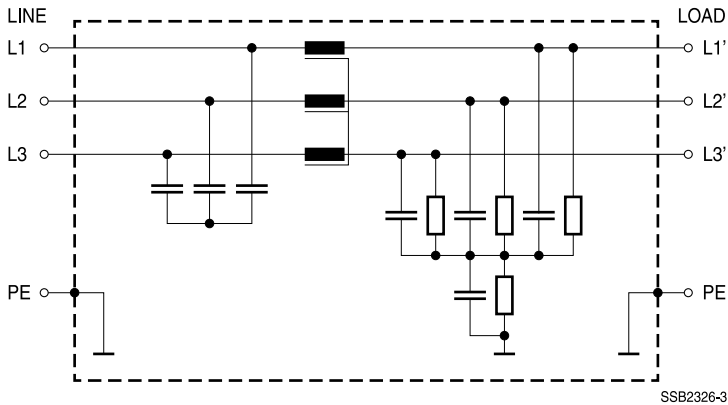 LINE LOAD
L1 L1'
L2 L2'
L3 L3'
PE PE
SSB2326-3